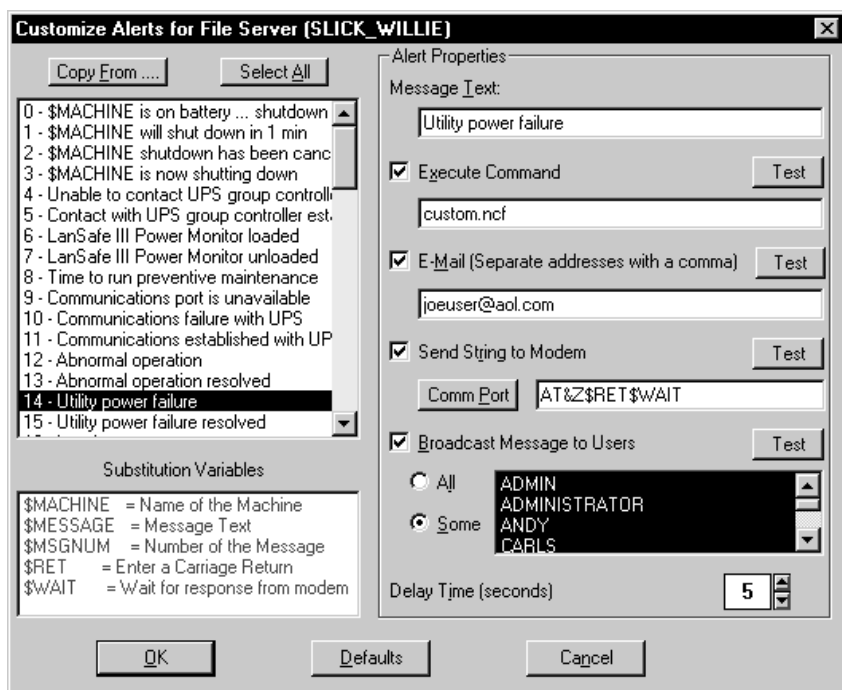 Customize Alerts for File Server (SLICK_WILLIE)
Copy From .... Select All
0 - $MACHINE is on battery ... shutdown
1 - $MACHINE will shut down in 1 min
2 - $MACHINE shutdown has been canc
3 - $MACHINE is now shutting down
4 - Unable to contact UPS group controll
5 - Contact with UPS group controller est
6 - LanSafe III Power Monitor loaded
7 - LanSafe III Power Monitor unloaded
8 - Time to run preventive maintenance
9 - Communications port is unavailable
10 - Communications failure with UPS
11 - Communications established with UP
12 - Abnormal operation
13 - Abnormal operation resolved
14 - Utility power failure
15 - Utility power failure resolved
Substitution Variables
$MACHINE = Name of the Machine
$MESSAGE = Message Text
$MSGNUM = Number of the Message
$RET = Enter a Carriage Return
$WAIT = Wait for response from modem
Alert Properties
Message Text:
Utility power failure
Execute Command Test
custom.ncf
E-Mail (Separate addresses with a comma) Test
joeuser@aol.com
Send String to Modem Test
Comm Port AT&Z$RET$WAIT
Broadcast Message to Users Test
All
Some
ADMIN
ADMINISTRATOR
ANDY
CARLS
Delay Time (seconds) 5
OK Defaults Cancel